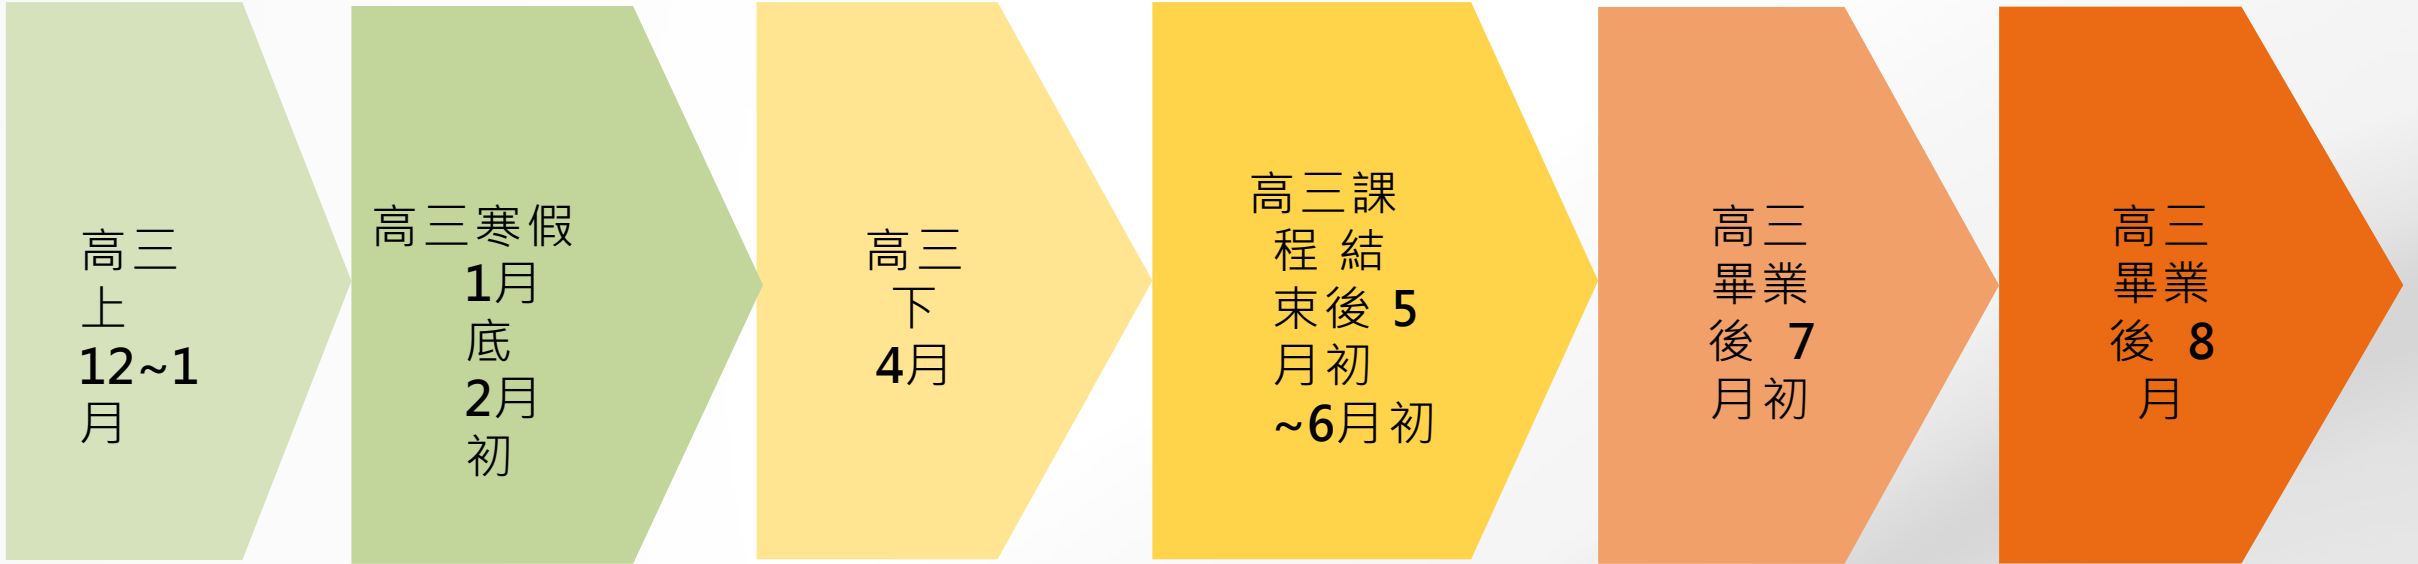 高三
上
12~1
月
高三寒假
1月
底
2月
初
高三
下
4月
高三課
程 結
束後 5
月初
~6月初
高三
畢業
後 7
月初
高三
畢業
後 8
月